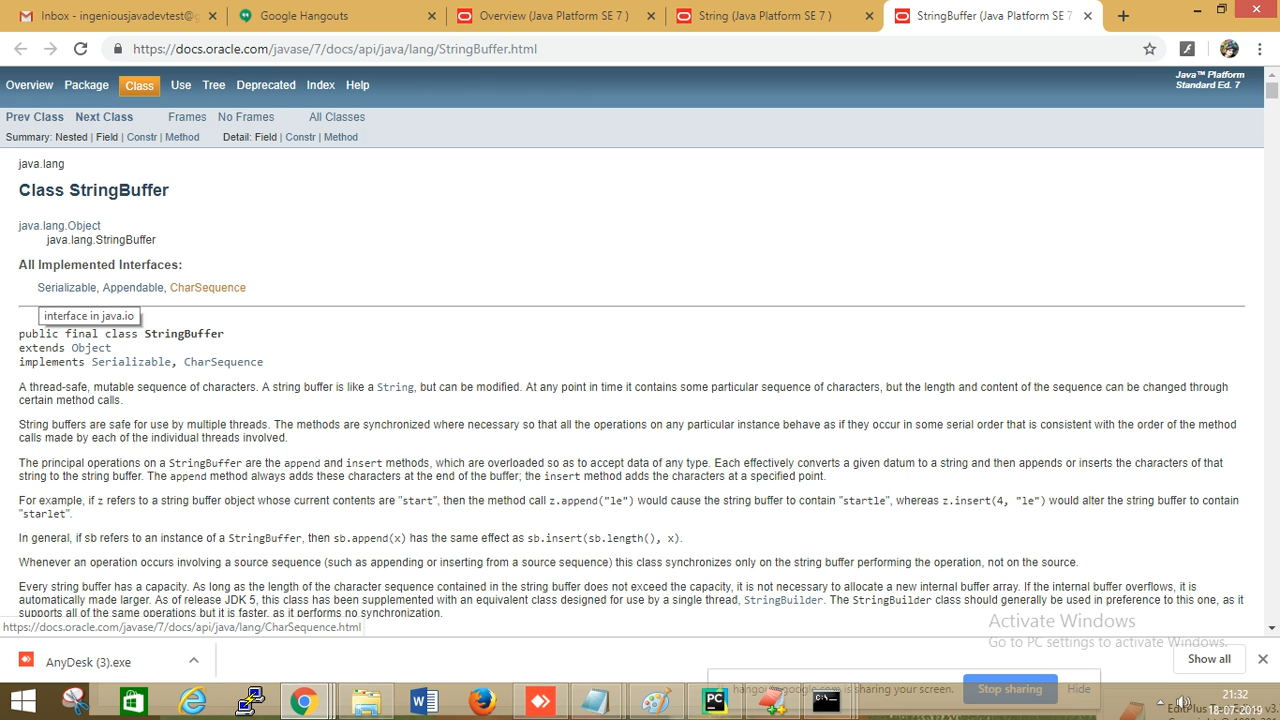 Inbox - ingeniousjavadevtest@g
Google Hangouts
Overview (Java Platform SE 7 )
String (Java Platform SE 7 )
StringBuffer (Java Platform SE 7
https://docs.oracle.com/javase/7/docs/api/java/lang/StringBuffer.html
Overview Package Class Use Tree Deprecated Index Help
Java™ Platform
Standard Ed. 7
Prev Class Next Class Frames No Frames All Classes
Summary: Nested | Field | Constr | Method Detail: Field | Constr | Method
java.lang
Class StringBuffer
java.lang.Object
java.lang.StringBuffer
All Implemented Interfaces:
Serializable, Appendable, CharSequence
interface in java.io
public final class StringBuffer
extends Object
implements Serializable, CharSequence
A thread-safe, mutable sequence of characters. A string buffer is like a String, but can be modified. At any point in time it contains some particular sequence of characters, but the length and content of the sequence can be changed through
certain method calls.
String buffers are safe for use by multiple threads. The methods are synchronized where necessary so that all the operations on any particular instance behave as if they occur in some serial order that is consistent with the order of the method
calls made by each of the individual threads involved.
The principal operations on a StringBuffer are the append and insert methods, which are overloaded so as to accept data of any type. Each effectively converts a given datum to a string and then appends or inserts the characters of that
string to the string buffer. The append method always adds these characters at the end of the buffer; the insert method adds the characters at a specified point.
For example, if z refers to a string buffer object whose current contents are "start", then the method call z.append("le") would cause the string buffer to contain "startle", whereas z.insert(4, "le") would alter the string buffer to contain
"starlet".
In general, if sb refers to an instance of a StringBuffer, then sb.append(x) has the same effect as sb.insert(sb.length(), x).
Whenever an operation occurs involving a source sequence (such as appending or inserting from a source sequence) this class synchronizes only on the string buffer performing the operation, not on the source.
Every string buffer has a capacity. As long as the length of the character sequence contained in the string buffer does not exceed the capacity, it is not necessary to allocate a new internal buffer array. If the internal buffer overflows, it is
automatically made larger. As of release JDK 5, this class has been supplemented with an equivalent class designed for use by a single thread, StringBuilder. The StringBuilder class should generally be used in preference to this one, as it
supports all of the same operations but it is faster, as it performs no synchronization.
https://docs.oracle.com/javase/7/docs/api/java/lang/CharSequence.html
Activate Windows
Go to PC settings to activate Windows.
AnyDesk (3).exe
Show all
hangouts.google.com is sharing your screen. Stop sharing Hide
PC
C:\
21:32
EditPlus
v3.
18-07-2019